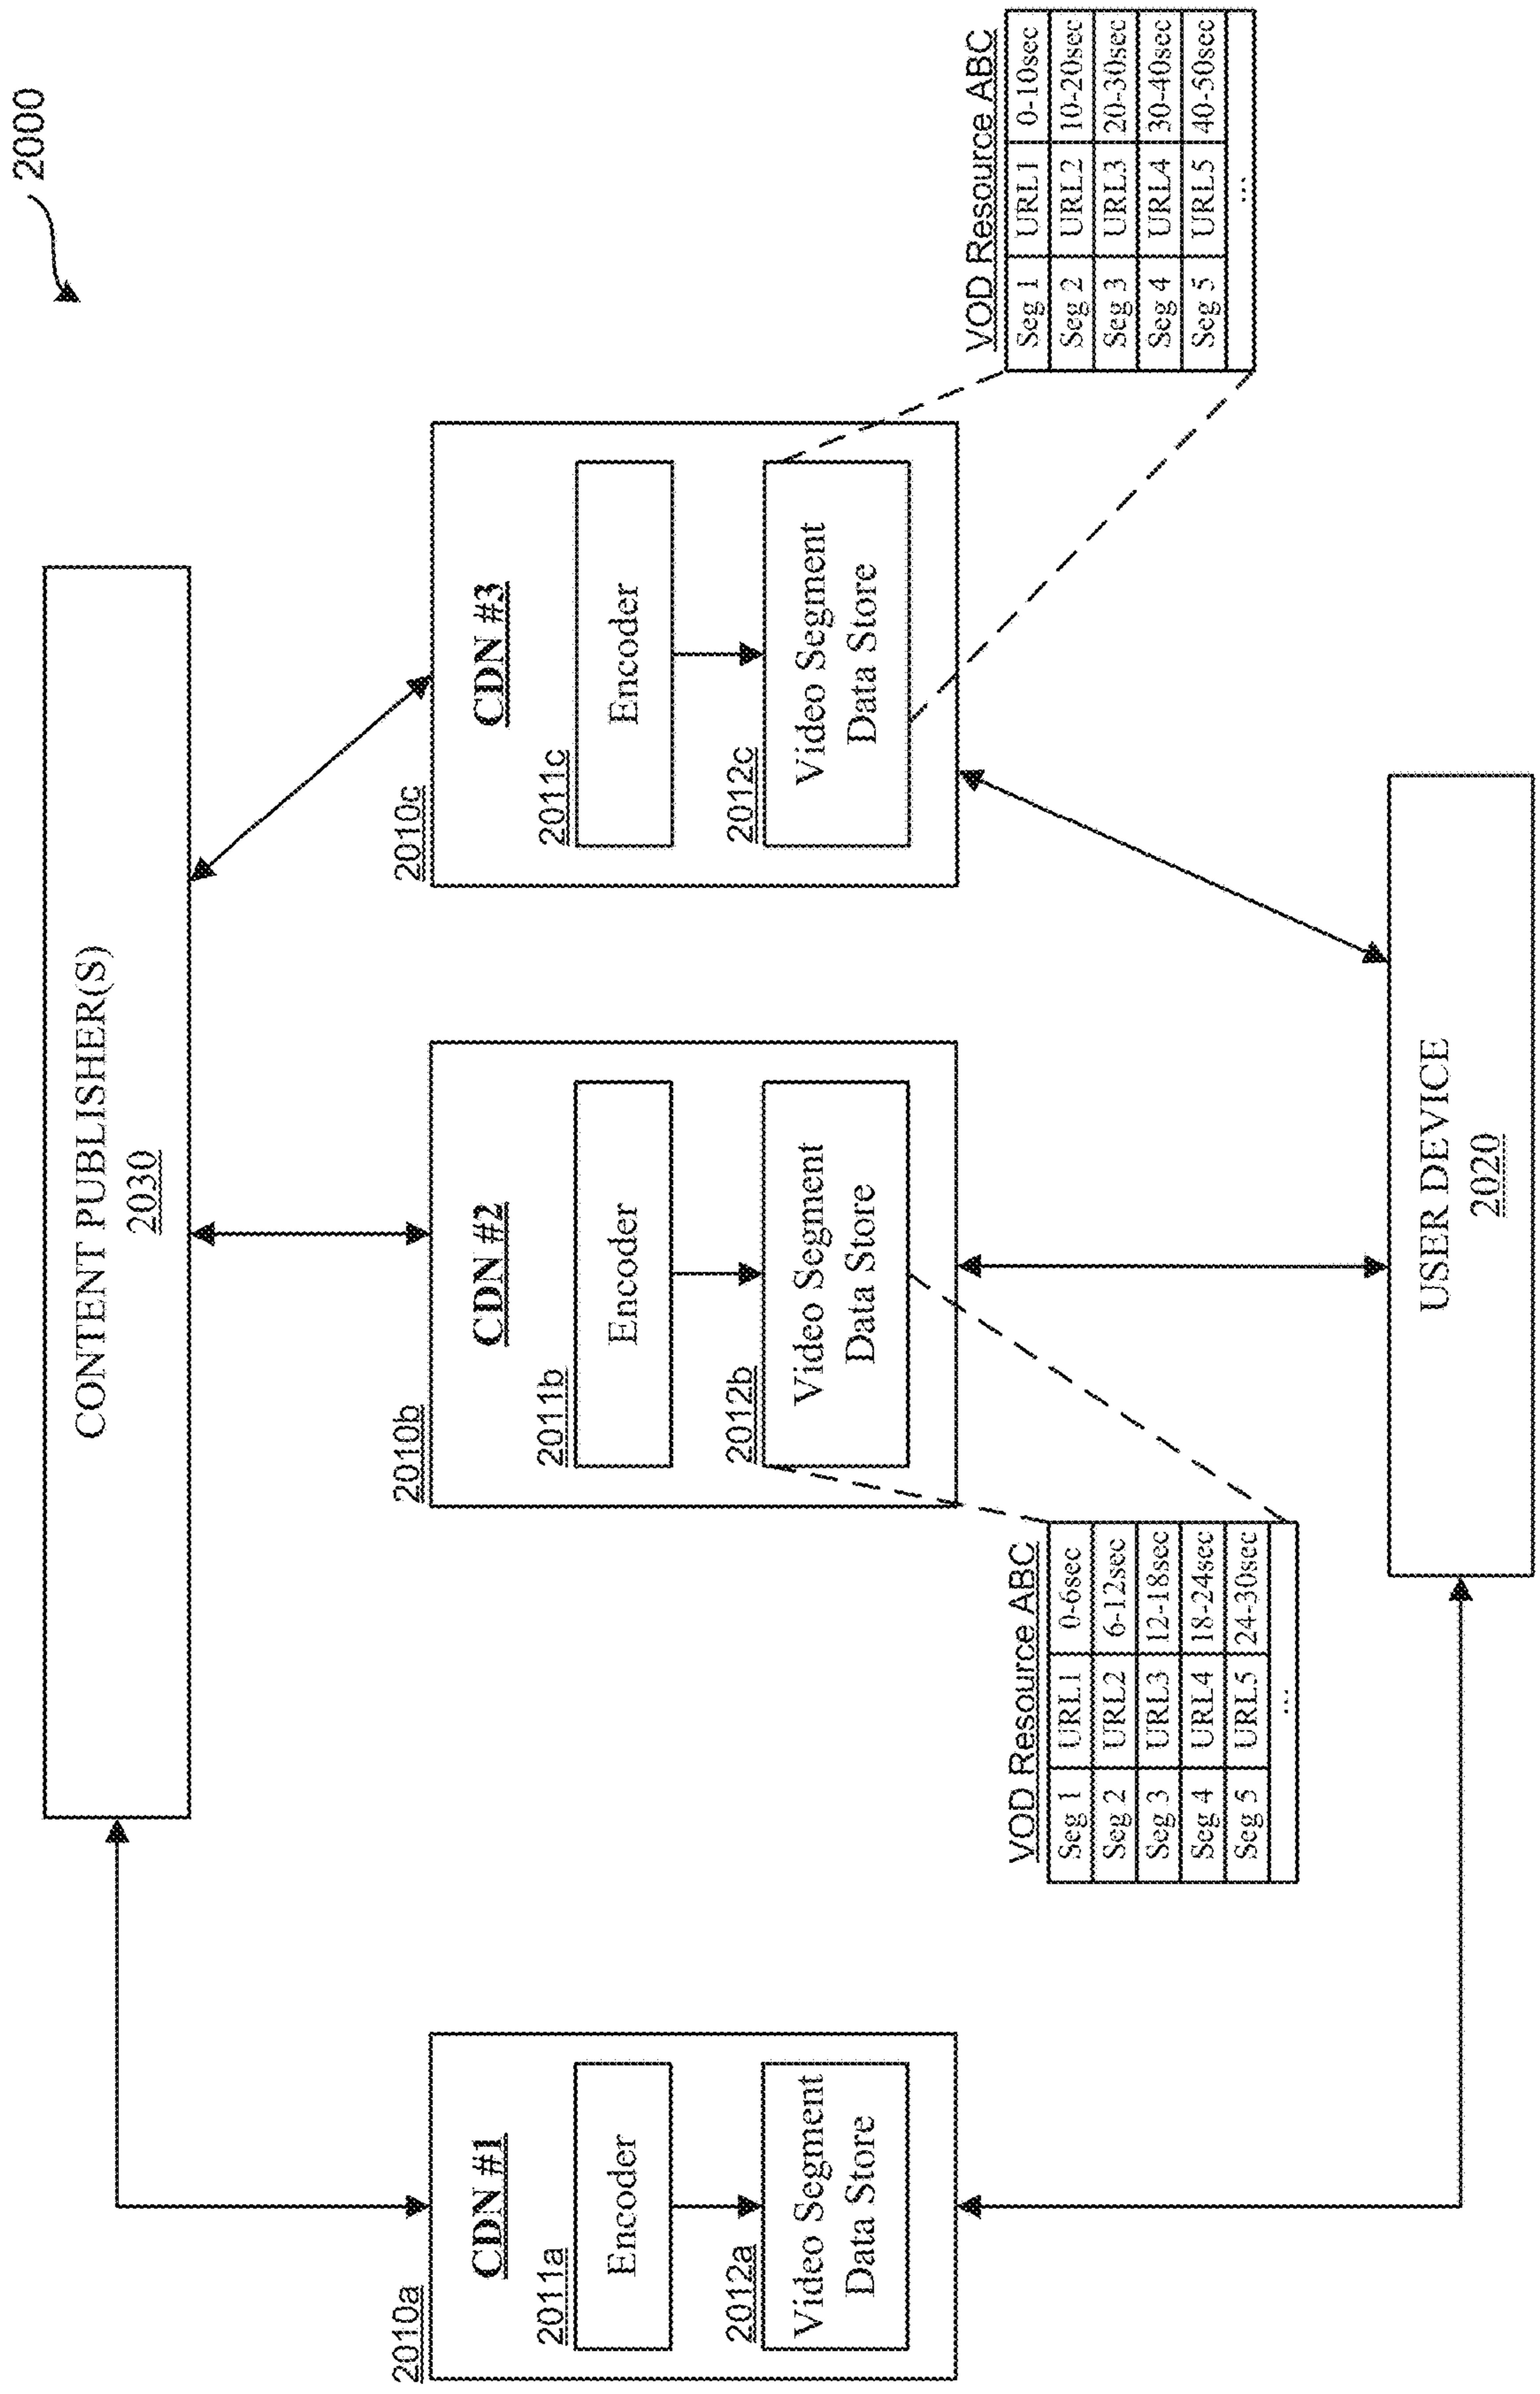 2000
CONTENT PUBLISHER(S)
2030
2010a
CDN #1
2011a
Encoder
2012a
Video Segment
Data Store
2010b
CDN #2
2011b
Encoder
2012b
Video Segment
Data Store
2010c
CDN #3
2011c
Encoder
2012c
Video Segment
Data Store
VOD Resource ABC
Seg 1 URL1 0-6sec
Seg 2 URL2 6-12sec
Seg 3 URL3 12-18sec
Seg 4 URL4 18-24sec
Seg 5 URL5 24-30sec
...
VOD Resource ABC
Seg 1 URL1 0-10sec
Seg 2 URL2 10-20sec
Seg 3 URL3 20-30sec
Seg 4 URL4 30-40sec
Seg 5 URL5 40-50sec
...
USER DEVICE
2020